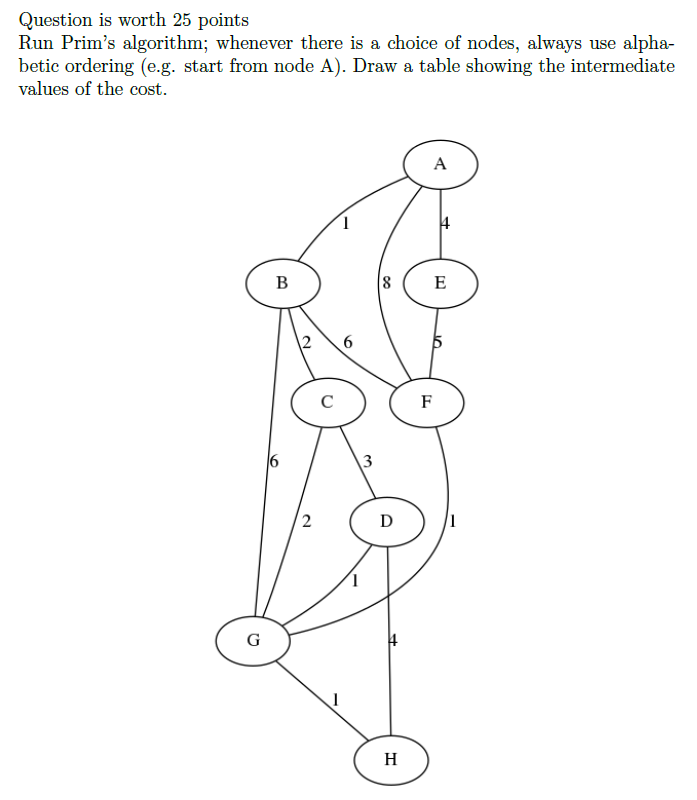 Question is worth 25 points
Run Prim's algorithm; whenever there is a choice of nodes, always use alpha-
betic ordering (e.g. start from node A). Draw a table showing the intermediate
values of the cost.
A
1
4
B
8
E
2
6
5
C
F
6
3
2
D
1
1
G
4
1
H